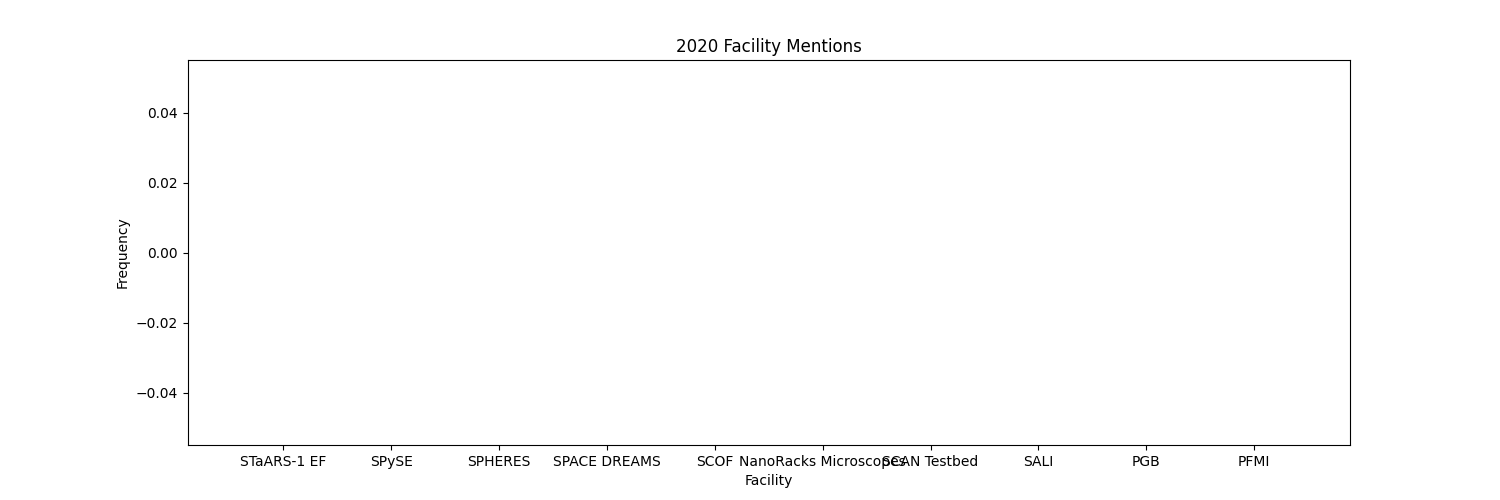 2020 Facility Mentions
Frequency
0.04
0.02
0.00
−0.02
−0.04
STaARS-1 EF SPySE SPHERES SPACE DREAMS SCOF NanoRacks Microscopes SCAN Testbed SALI PGB PFMI
Facility